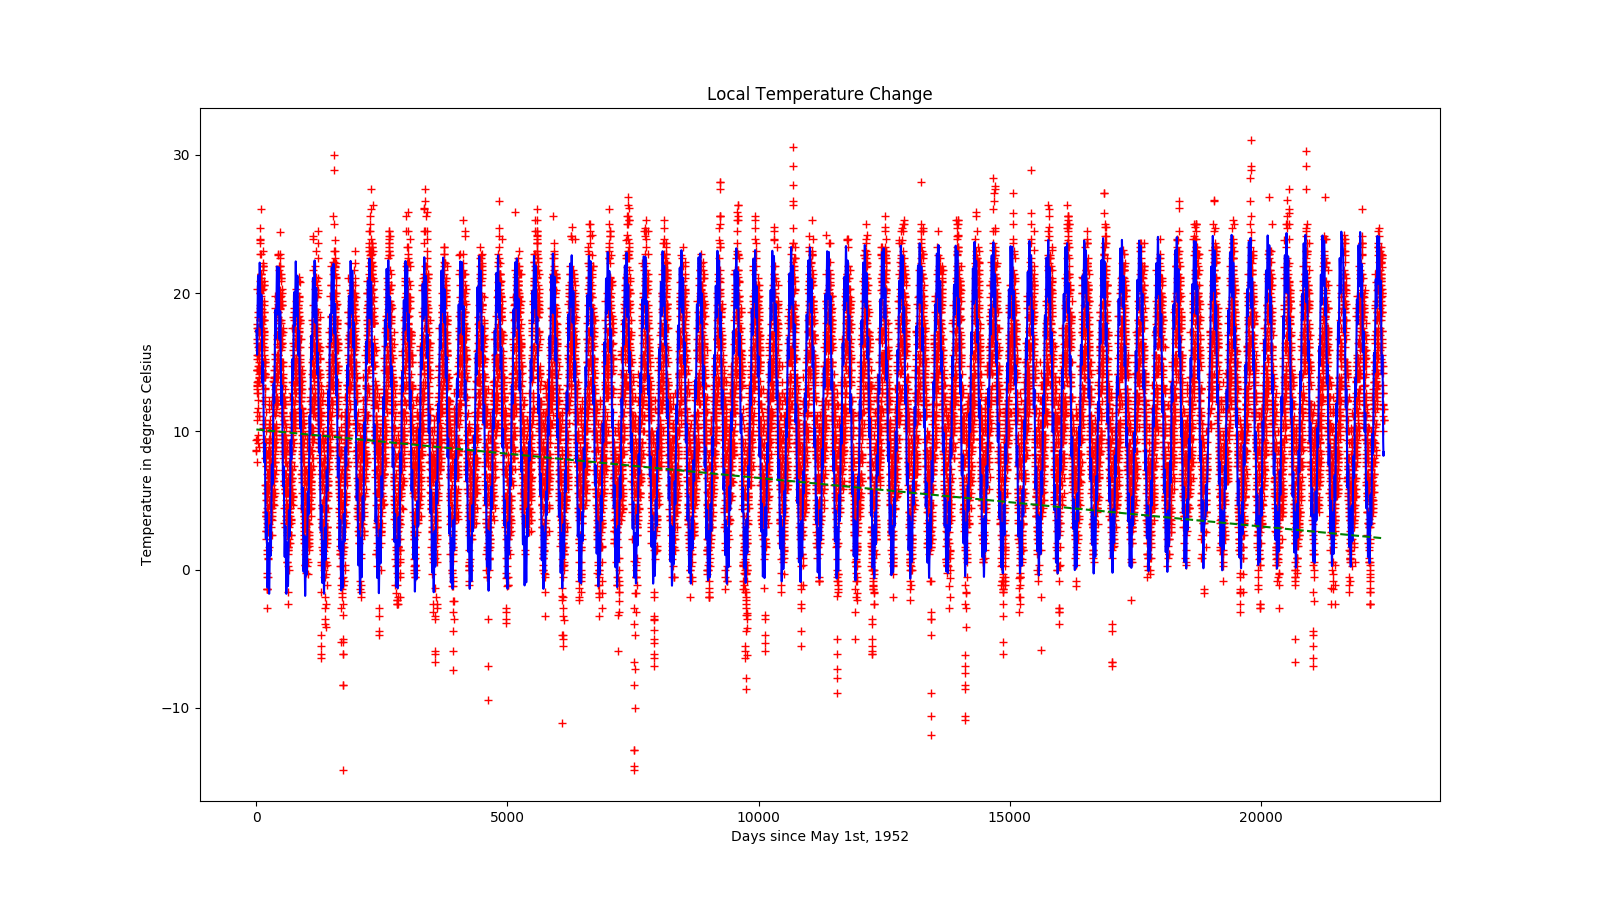 Local Temperature Change
30
20
10
0
−10
Temperature in degrees Celsius
0 5000 10000 15000 20000
Days since May 1st, 1952